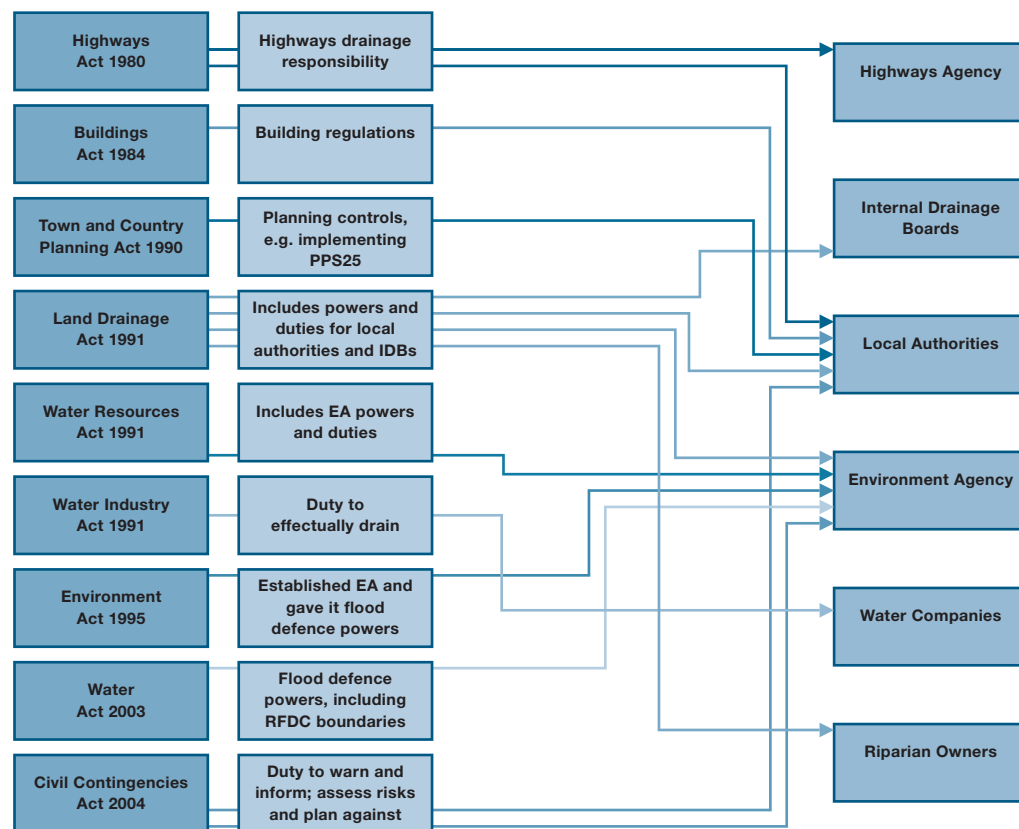 Highways
Act 1980
Highways drainage
responsibility
Buildings
Act 1984
Building regulations
Town and Country
Planning Act 1990
Planning controls,
e.g. implementing
PPS25
Land Drainage
Act 1991
Includes powers and
duties for local
authorities and IDBs
Water Resources
Act 1991
Includes EA powers
and duties
Water Industry
Act 1991
Duty to
effectually drain
Environment
Act 1995
Established EA and
gave it flood
defence powers
Water
Act 2003
Flood defence
powers, including
RFDC boundaries
Civil Contingencies
Act 2004
Duty to warn and
inform; assess risks
and plan against
Highways Agency
Internal Drainage
Boards
Local Authorities
Environment Agency
Water Companies
Riparian Owners